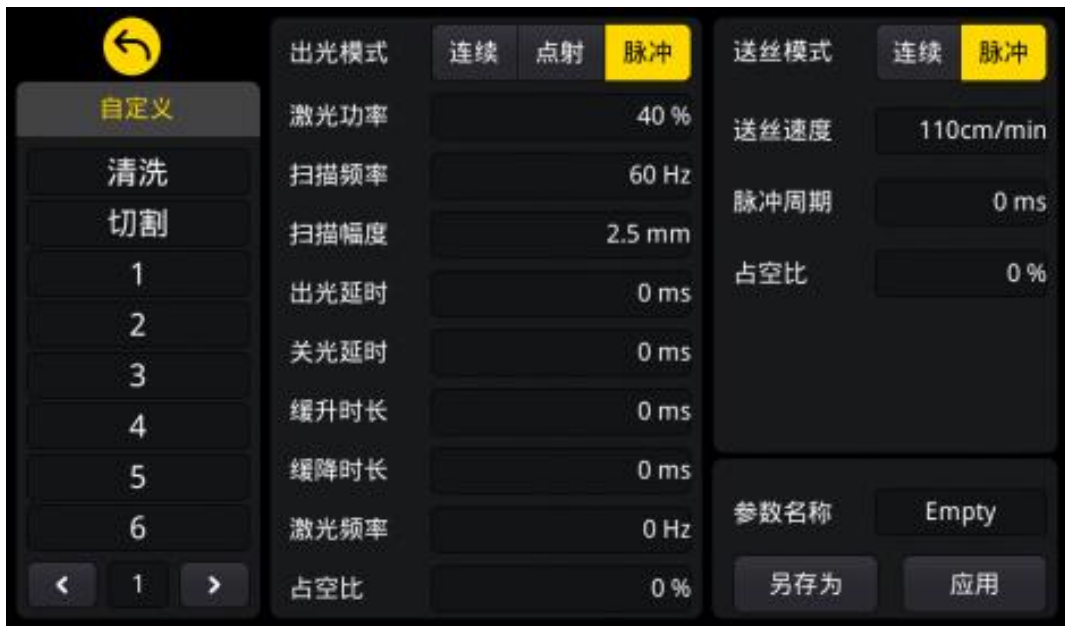 自定义
清洗
切割
1
2
3
4
5
6
1
出光模式 连续 点射 脉冲
激光功率 40 %
扫描频率 60 Hz
扫描幅度 2.5 mm
出光延时 0 ms
关光延时 0 ms
缓升时长 0 ms
缓降时长 0 ms
激光频率 0 Hz
占空比 0 %
送丝模式 连续 脉冲
送丝速度 110cm/min
脉冲周期 0 ms
占空比 0 %
参数名称 Empty
另存为 应用